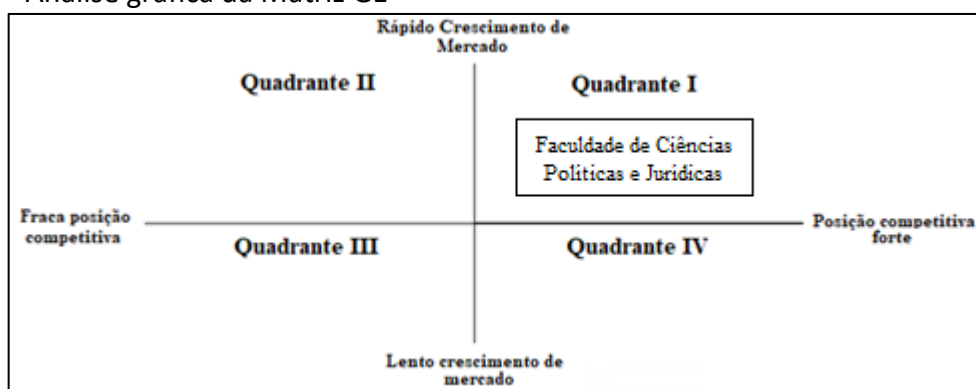 Análise gráfica da Matriz GE
Rápido Crescimento de
Mercado
Quadrante II
Quadrante I
Faculdade de Ciências
Políticas e Jurídicas
Fraca posição
competitiva
Posição competitiva
forte
Quadrante III
Quadrante IV
Lento crescimento de
mercado